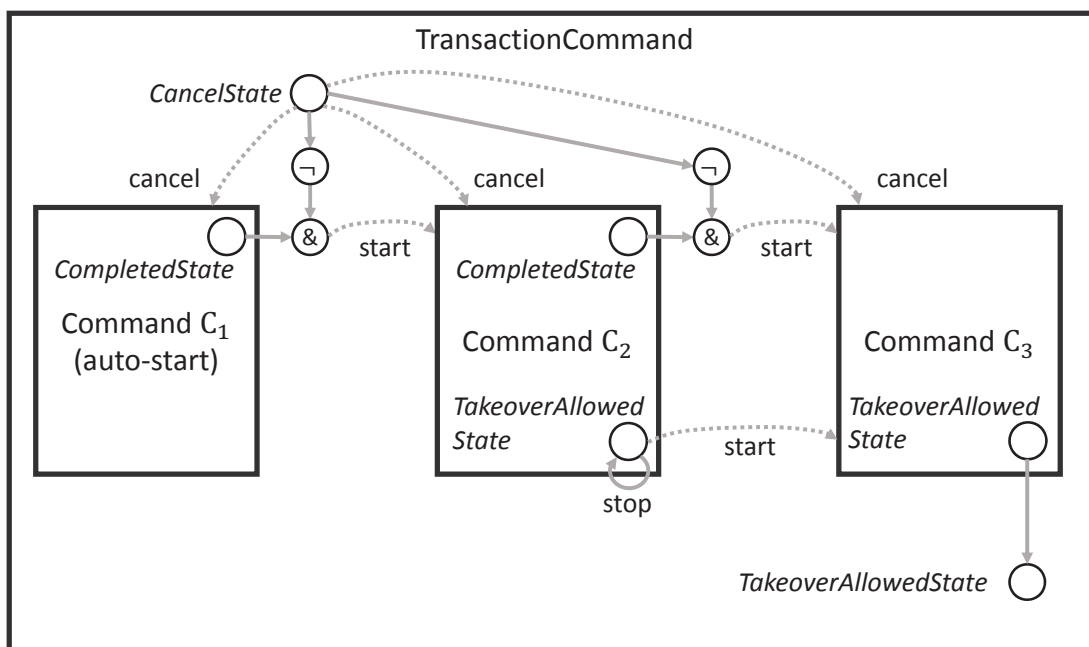 TransactionCommand
CancelState
¬
¬
cancel
cancel
cancel
&
start
&
start
CompletedState
CompletedState
Command C₁
(auto-start)
Command C₂
Command C₃
TakeoverAllowed
State
TakeoverAllowed
State
start
stop
TakeoverAllowedState